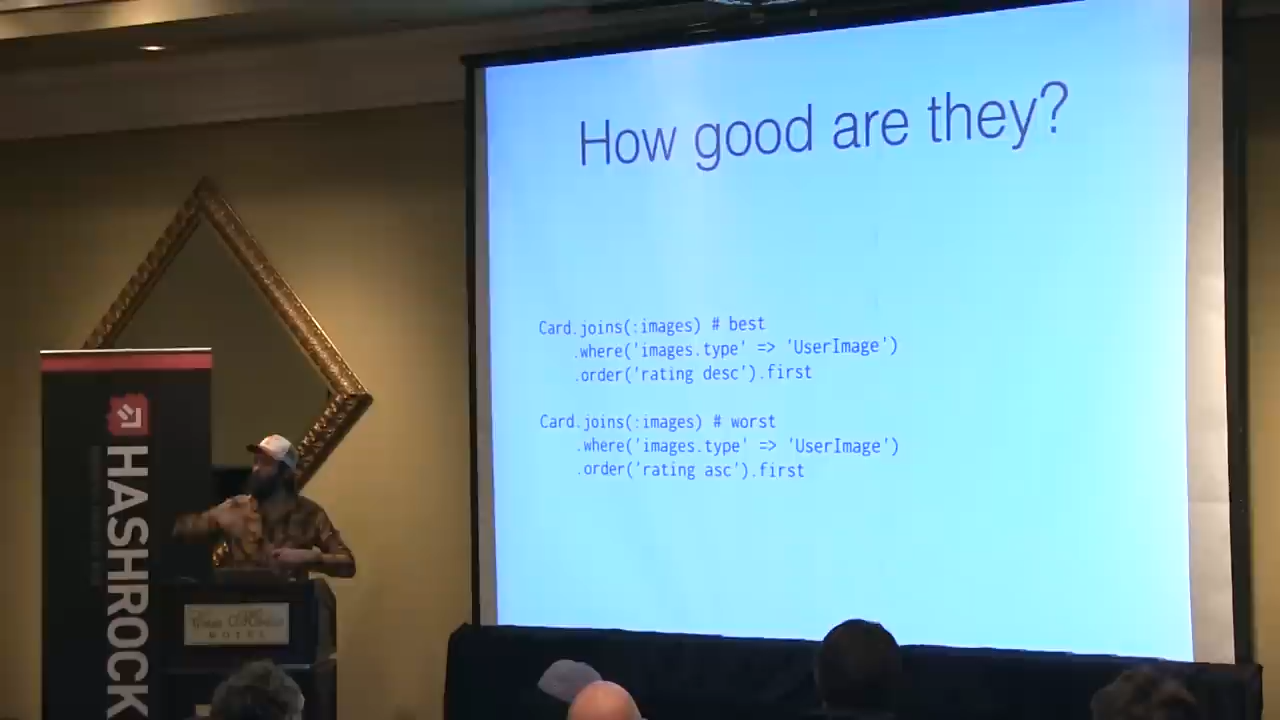 How good are they?
Card.joins(:images) # best
.where('images.type' => 'UserImage')
.order('rating desc').first
Card.joins(:images) # worst
.where('images.type' => 'UserImage')
.order('rating asc').first
HASHROCK
HOTEL